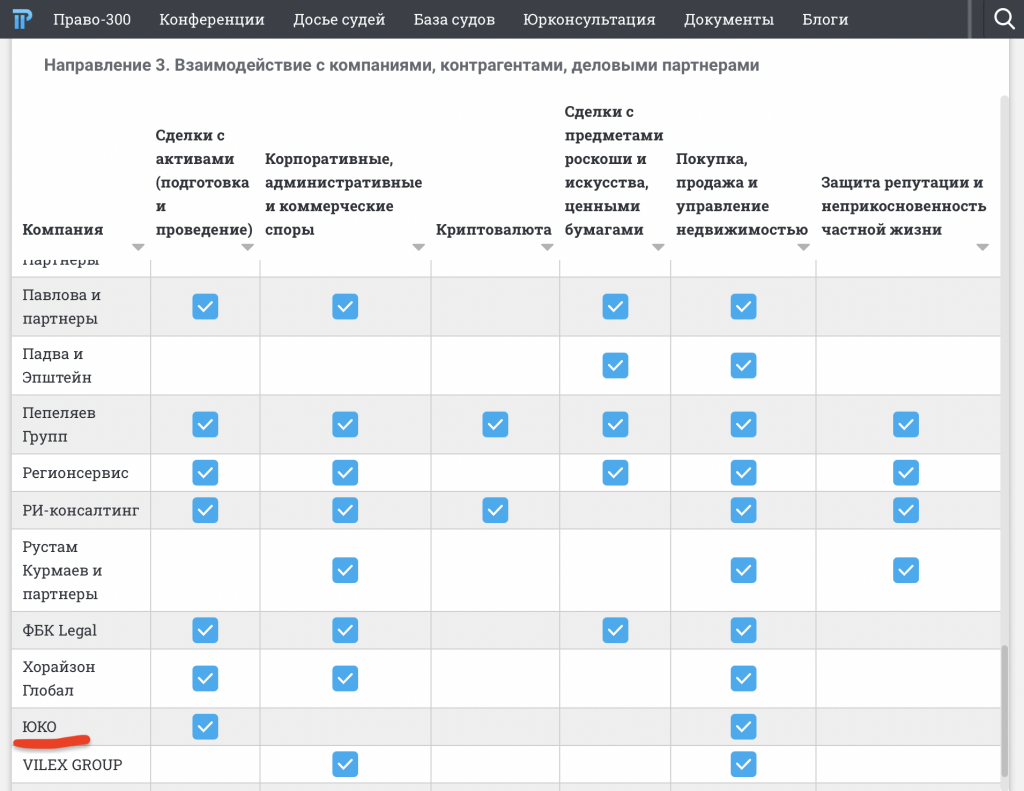 Право-300 Конференции Досье судей База судов Юрконсультация Документы Блоги
Направление 3. Взаимодействие с компаниями, контрагентами, деловыми партнерами
Компания
Сделки с
активами
(подготовка
и
проведение)
Корпоративные,
административные
и коммерческие
споры
Криптовалюта
Сделки с
предметами
роскоши и
искусства,
ценными
бумагами
Покупка,
продажа и
управление
недвижимостью
Защита репутации и
неприкосновенность
частной жизни
Партнеры
Павлова и
партнеры
Падва и
Эпштейн
Пепеляев
Групп
Регионсервис
РИ-консалтинг
Рустам
Курмаев и
партнеры
ФБК Legal
Хорайзон
Глобал
ЮКО
VILEX GROUP